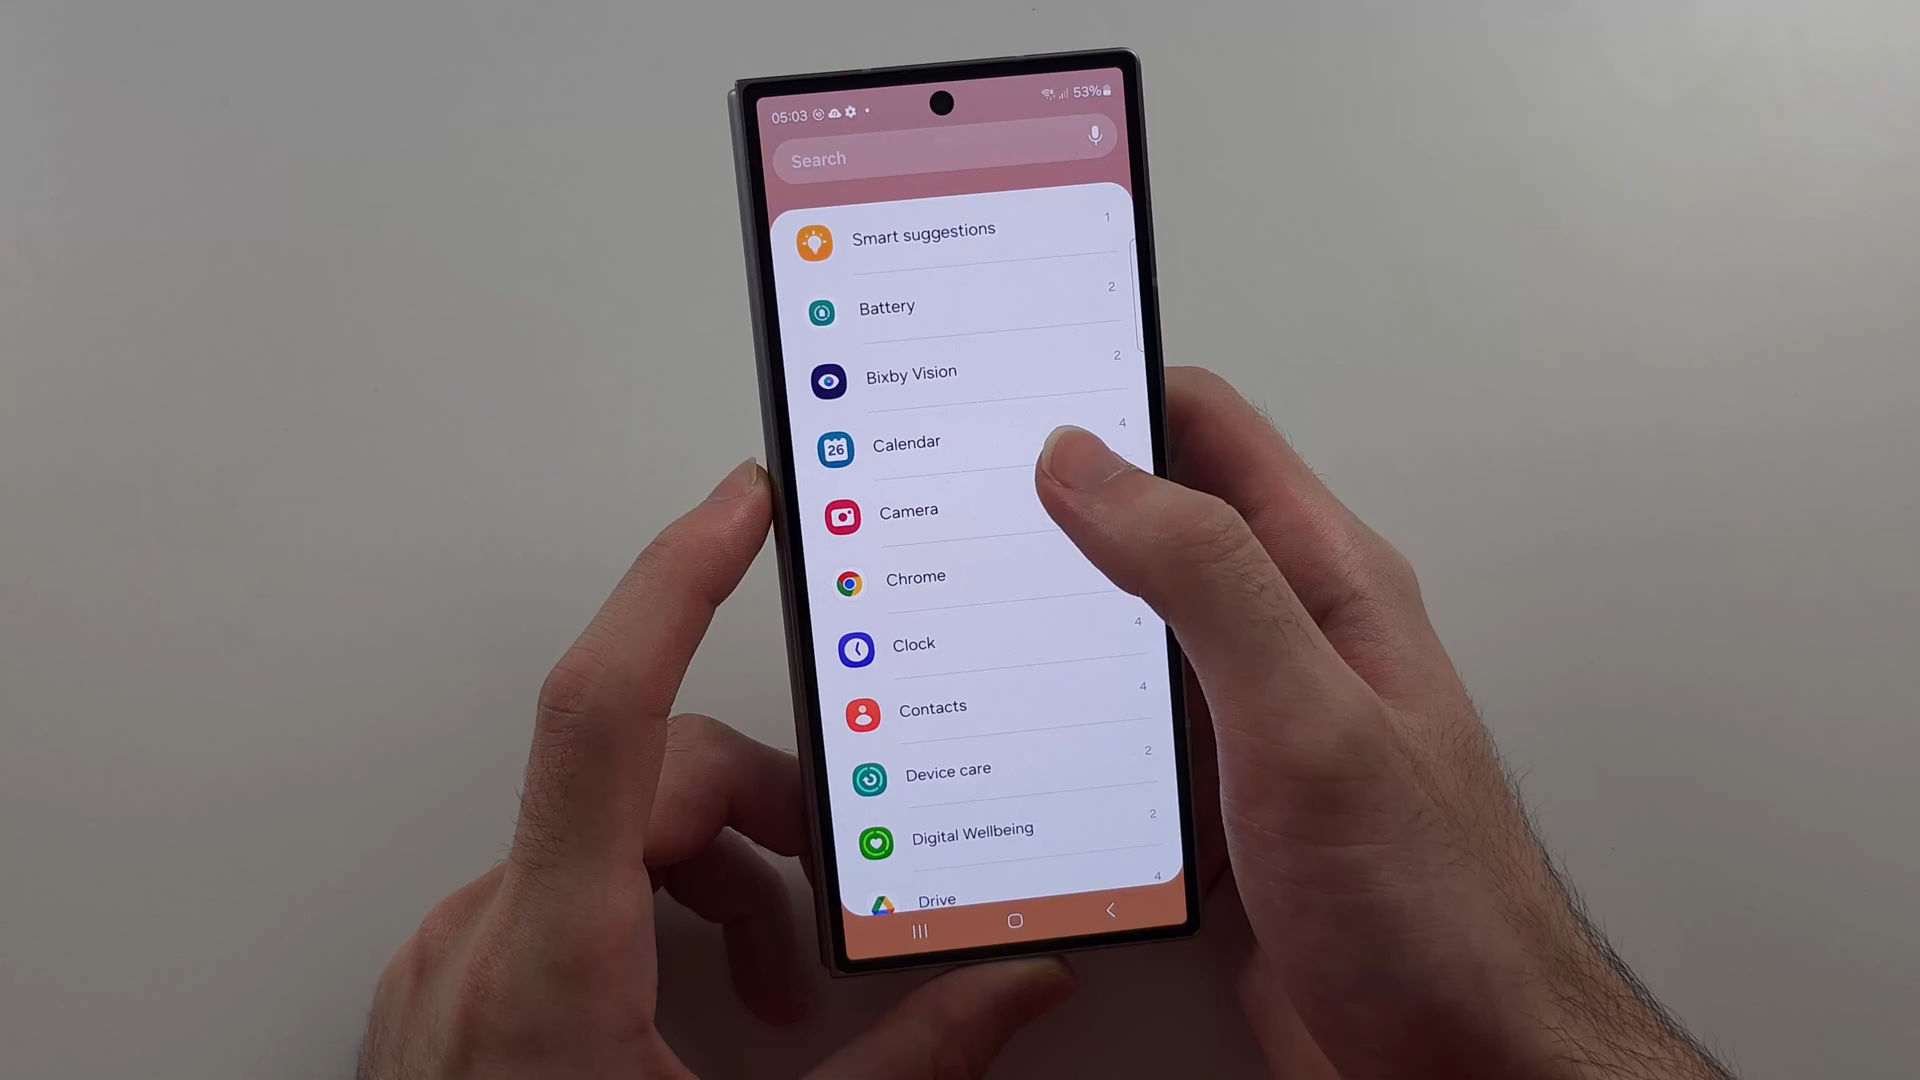 05:03
53%
Search
Smart suggestions 1
Battery 2
Bixby Vision 2
26 Calendar 4
Camera
Chrome
Clock 4
Contacts 4
Device care 2
Digital Wellbeing 2
Drive 4